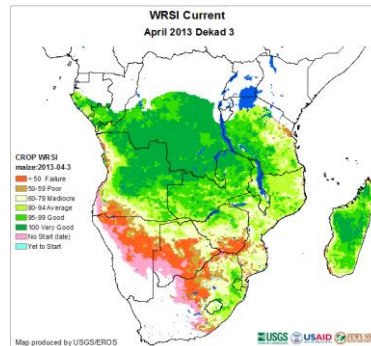 WRSI Current
April 2013 Dekad 3
CROP WRSI
maize:2013-04-3
< 50 Failure
50-59 Poor
60-79 Mediocre
80-94 Average
95-99 Good
100 Very Good
No Start (late)
Yet to Start
Map produced by USGS/EROS
USGS
USAID
FEWS NET